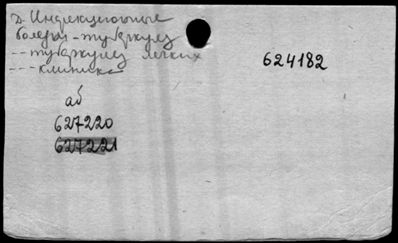 Д. Инфекционные
болезни - туберкулез
-- туберкулез легких
--- клиника
624182
аб
627220
627221